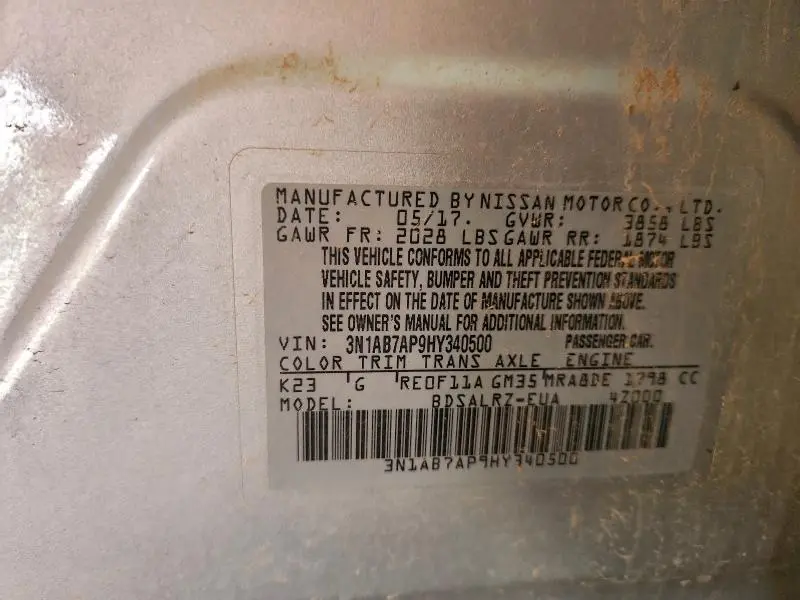 MANUFACTURED BY NISSAN MOTOR CO., LTD.
DATE: 05/17. GVWR: 3858 LBS
GAWR FR: 2028 LBS GAWR RR: 1874 LBS
THIS VEHICLE CONFORMS TO ALL APPLICABLE FEDERAL MOTOR
VEHICLE SAFETY, BUMPER AND THEFT PREVENTION STANDARDS
IN EFFECT ON THE DATE OF MANUFACTURE SHOWN ABOVE.
SEE OWNER'S MANUAL FOR ADDITIONAL INFORMATION.
VIN: 3N1AB7AP9HY340500 PASSENGER CAR.
COLOR TRIM TRANS AXLE ENGINE
K23 G RE0F11A GM35 MRA8DE 1798 CC
MODEL: BDSALRZ-EUA 4Z000
3N1AB7AP9HY340500